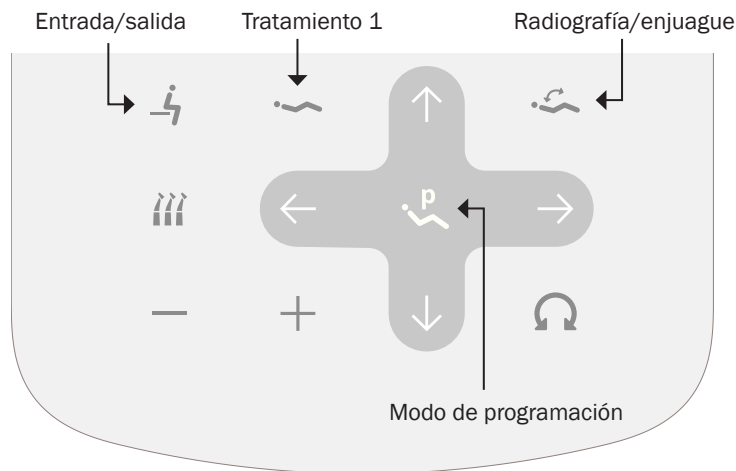 Entrada/salida
Tratamiento 1
Radiografía/enjuague
p
Modo de programación